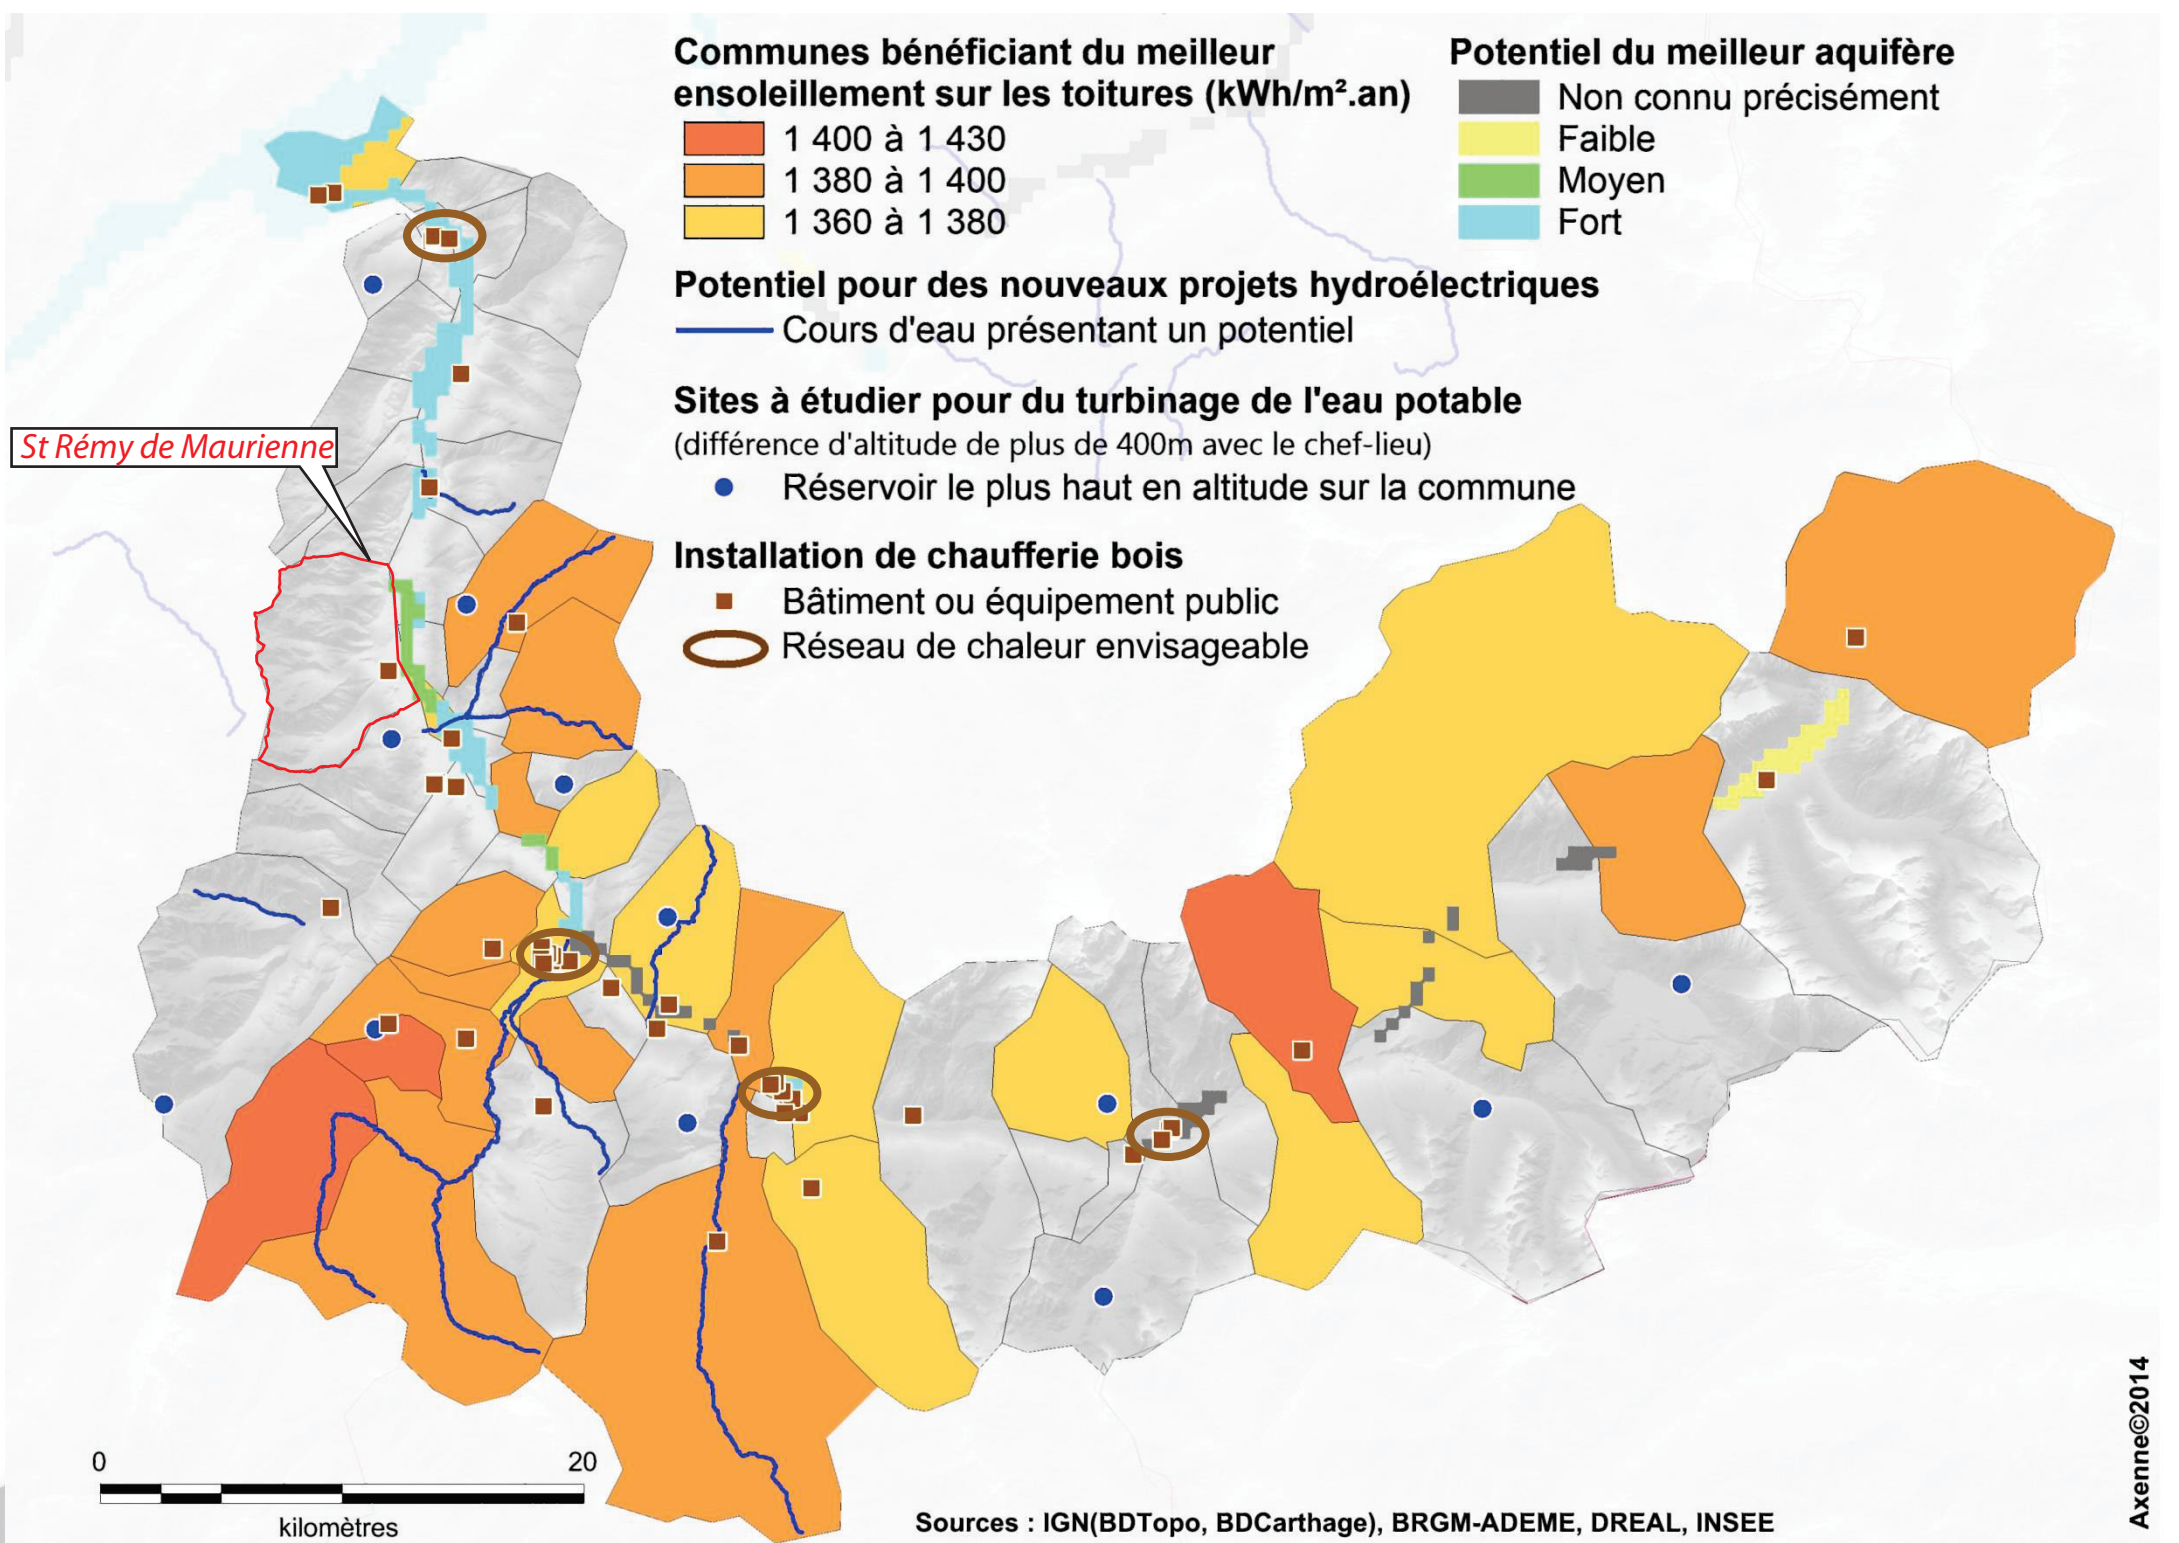 Communes bénéficiant du meilleur
ensoleillement sur les toitures (kWh/m².an)
1 400 à 1 430
1 380 à 1 400
1 360 à 1 380
Potentiel du meilleur aquifère
Non connu précisément
Faible
Moyen
Fort
Potentiel pour des nouveaux projets hydroélectriques
Cours d'eau présentant un potentiel
Sites à étudier pour du turbinage de l'eau potable
(différence d'altitude de plus de 400m avec le chef-lieu)
Réservoir le plus haut en altitude sur la commune
Installation de chaufferie bois
Bâtiment ou équipement public
Réseau de chaleur envisageable
St Rémy de Maurienne
0 20
kilomètres
Sources : IGN(BDTopo, BDCarthage), BRGM-ADEME, DREAL, INSEE
Axenne©2014